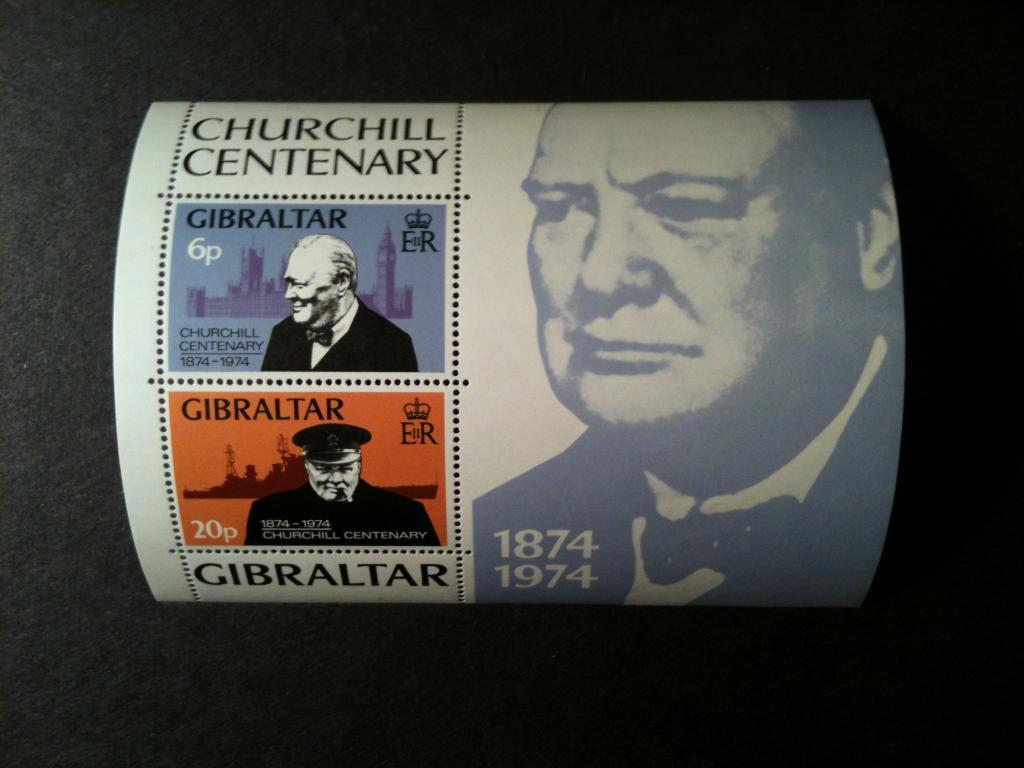 CHURCHILL
CENTENARY
GIBRALTAR
EIIR
6p
CHURCHILL
CENTENARY
1874-1974
GIBRALTAR
EIIR
20p
1874-1974
CHURCHILL CENTENARY
GIBRALTAR
1874
1974